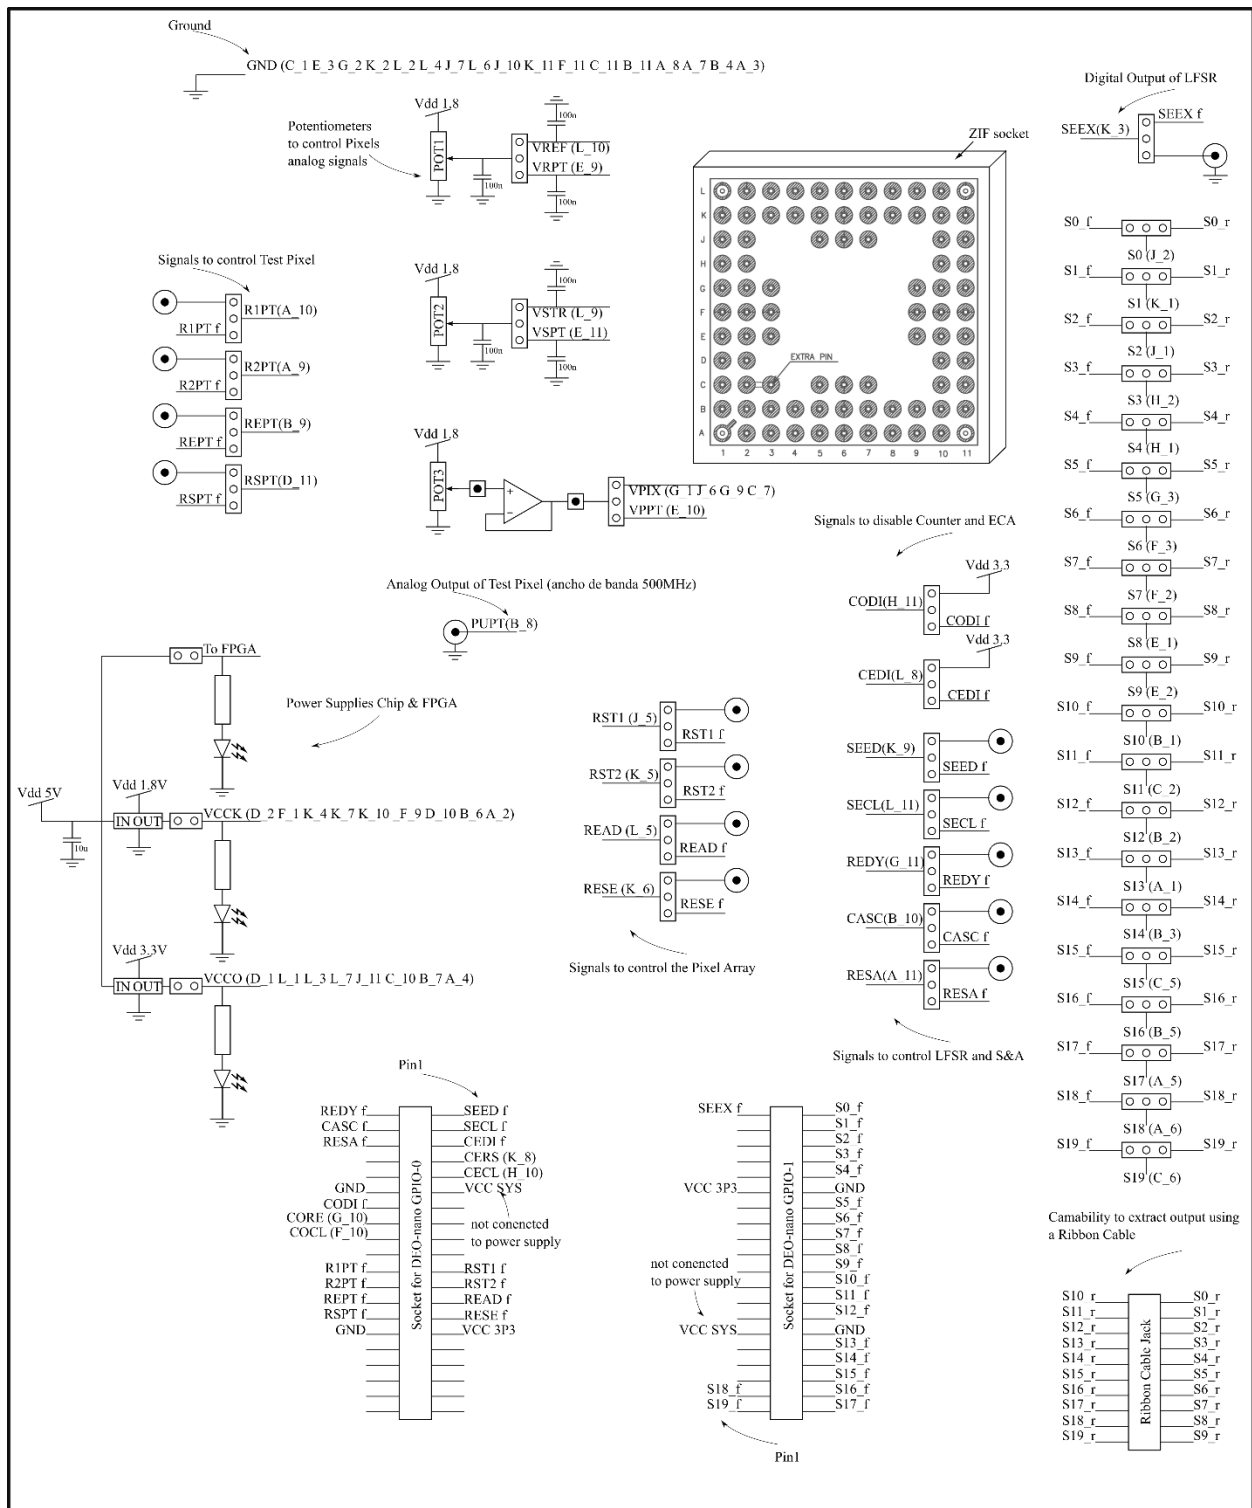 Ground
GND (C_1 E_3 G_2 K_2 L_2 L_4 J_7 L_6 J_10 K_11 F_11 C_11 B_11 A_8 A_7 B_4 A_3)
Digital Output of LFSR
SEEX f
SEEX(K_3)
Vdd 1.8
100n
Potentiometers
to control Pixels
analog signals
POT1
VREF (L_10)
VRPT (E_9)
100n
100n
ZIF socket
L
K
J
H
G
F
E
D
C
B
A
EXTRA PIN
1 2 3 4 5 6 7 8 9 10 11
Signals to control Test Pixel
R1PT(A_10)
R1PT f
R2PT(A_9)
R2PT f
REPT(B_9)
REPT f
RSPT(D_11)
RSPT f
Vdd 1.8
100n
POT2
VSTR (L_9)
VSPT (E_11)
100n
100n
Vdd 1.8
POT3
+
−
VPIX (G_1 J_6 G_9 C_7)
VPPT (E_10)
Analog Output of Test Pixel (ancho de banda 500MHz)
PUPT(B_8)
Signals to disable Counter and ECA
Vdd 3.3
CODI(H_11)
CODI f
Vdd 3.3
CEDI(L_8)
CEDI f
SEED(K_9)
SEED f
SECL(L_11)
SECL f
REDY(G_11)
REDY f
CASC(B_10)
CASC f
RESA(A_11)
RESA f
Signals to control LFSR and S&A
RST1 (J_5)
RST1 f
RST2 (K_5)
RST2 f
READ (L_5)
READ f
RESE (K_6)
RESE f
Signals to control the Pixel Array
To FPGA
Power Supplies Chip & FPGA
Vdd 5V
10u
Vdd 1.8V
IN OUT
VCCK (D_2 F_1 K_4 K_7 K_10 _F_9 D_10 B_6 A_2)
Vdd 3.3V
IN OUT
VCCO (D_1 L_1 L_3 L_7 J_11 C_10 B_7 A_4)
S0_f S0_r
S0 (J_2)
S1_f S1_r
S1 (K_1)
S2_f S2_r
S2 (J_1)
S3_f S3_r
S3 (H_2)
S4_f S4_r
S4 (H_1)
S5_f S5_r
S5 (G_3)
S6_f S6_r
S6 (F_3)
S7_f S7_r
S7 (F_2)
S8_f S8_r
S8 (E_1)
S9_f S9_r
S9 (E_2)
S10_f S10_r
S10 (B_1)
S11_f S11_r
S11 (C_2)
S12_f S12_r
S12 (B_2)
S13_f S13_r
S13 (A_1)
S14_f S14_r
S14 (B_3)
S15_f S15_r
S15 (C_5)
S16_f S16_r
S16 (B_5)
S17_f S17_r
S17 (A_5)
S18_f S18_r
S18 (A_6)
S19_f S19_r
S19 (C_6)
Pin1
REDY f
CASC f
RESA f
GND
CODI f
CORE (G_10)
COCL (F_10)
R1PT f
R2PT f
REPT f
RSPT f
GND
Socket for DEO-nano GPIO-0
SEED f
SECL f
CEDI f
CERS (K_8)
CECL (H_10)
VCC SYS
not conencted
to power supply
RST1 f
RST2 f
READ f
RESE f
VCC 3P3
SEEX f
VCC 3P3
not conencted
to power supply
VCC SYS
S18_f
S19_f
Socket for DEO-nano GPIO-1
S0_f
S1_f
S2_f
S3_f
S4_f
GND
S5_f
S6_f
S7_f
S8_f
S9_f
S10_f
S11_f
S12_f
GND
S13_f
S14_f
S15_f
S16_f
S17_f
Pin1
Camability to extract output using
a Ribbon Cable
S10_r
S11_r
S12_r
S13_r
S14_r
S15_r
S16_r
S17_r
S18_r
S19_r
Ribbon Cable Jack
S0_r
S1_r
S2_r
S3_r
S4_r
S5_r
S6_r
S7_r
S8_r
S9_r